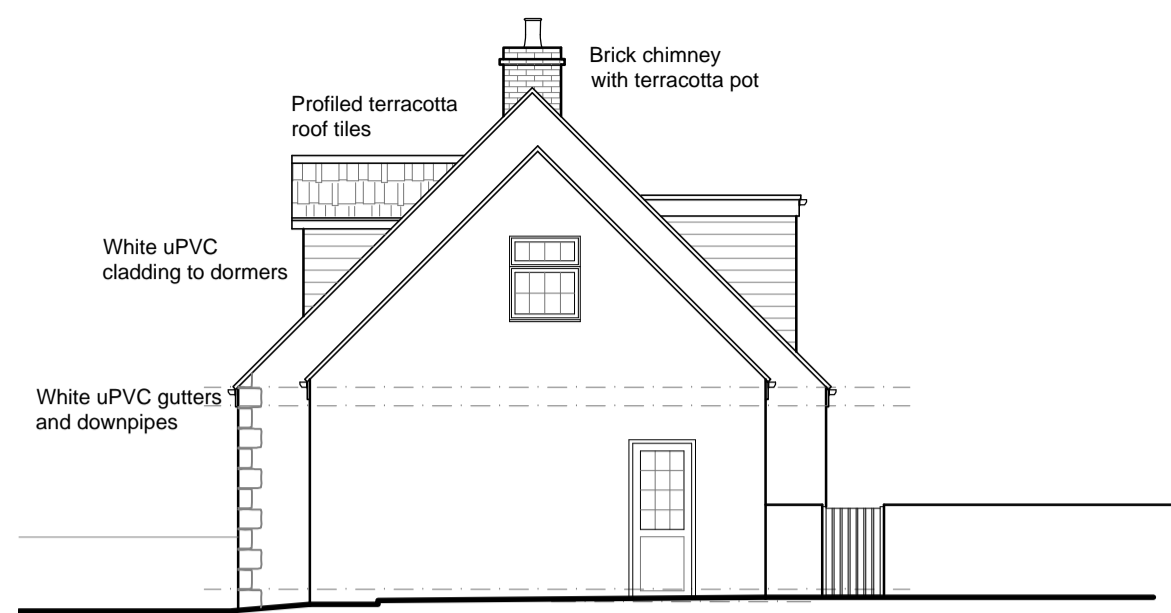 Brick chimney
with terracotta pot
Profiled terracotta
roof tiles
White uPVC
cladding to dormers
White uPVC gutters
and downpipes